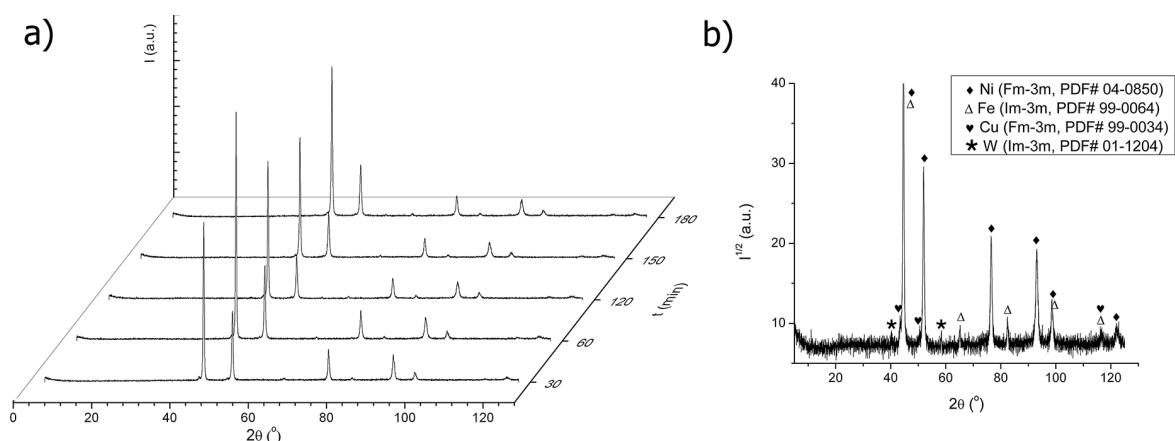 a)
I (a.u.)
180
150
120
60
30
t (min)
0 20 40 60 80 100 120
2θ (°)
b)
♦ Ni (Fm-3m, PDF# 04-0850)
△ Fe (Im-3m, PDF# 99-0064)
♥ Cu (Fm-3m, PDF# 99-0034)
* W (Im-3m, PDF# 01-1204)
40
30
20
10
I^1/2 (a.u.)
20 40 60 80 100 120
2θ (°)